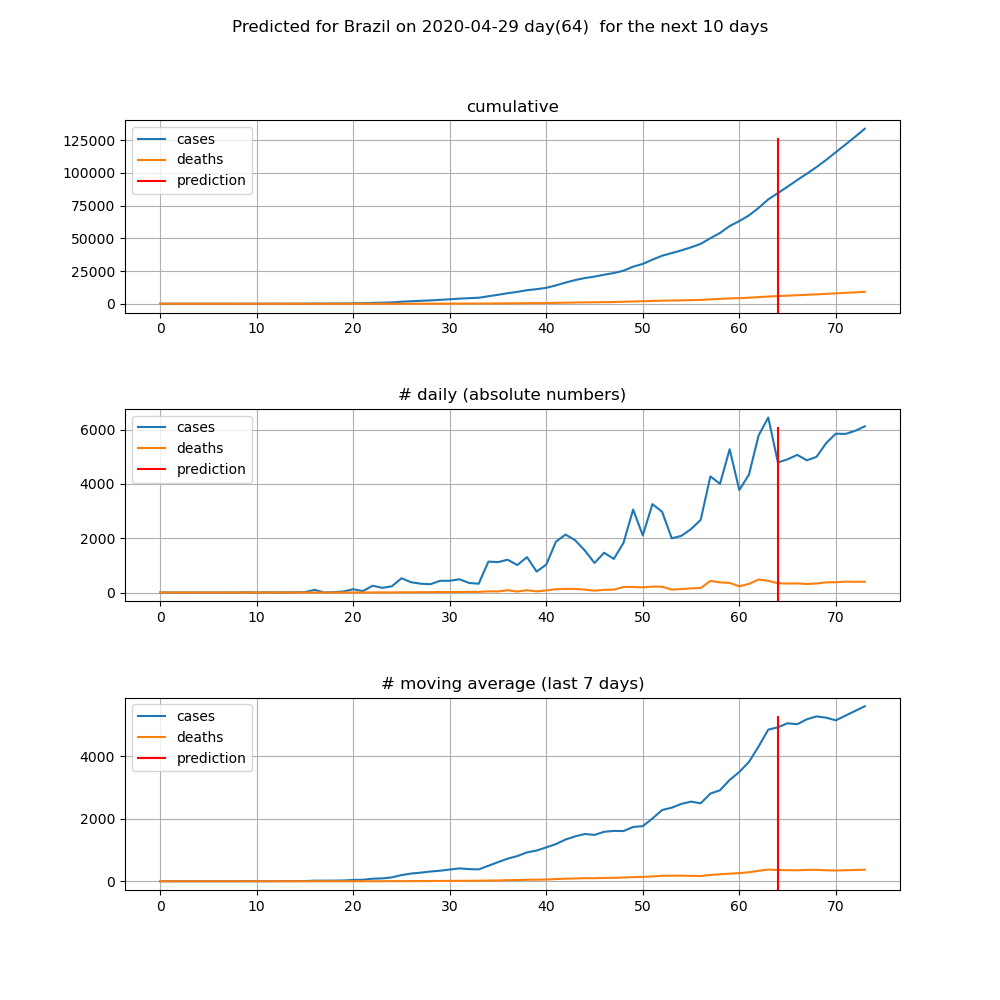 Predicted for Brazil on 2020-04-29 day(64)  for the next 10 days
cumulative
cases
deaths
prediction
125000
100000
75000
50000
25000
0
0 10 20 30 40 50 60 70
# daily (absolute numbers)
cases
deaths
prediction
6000
4000
2000
0
0 10 20 30 40 50 60 70
# moving average (last 7 days)
cases
deaths
prediction
4000
2000
0
0 10 20 30 40 50 60 70